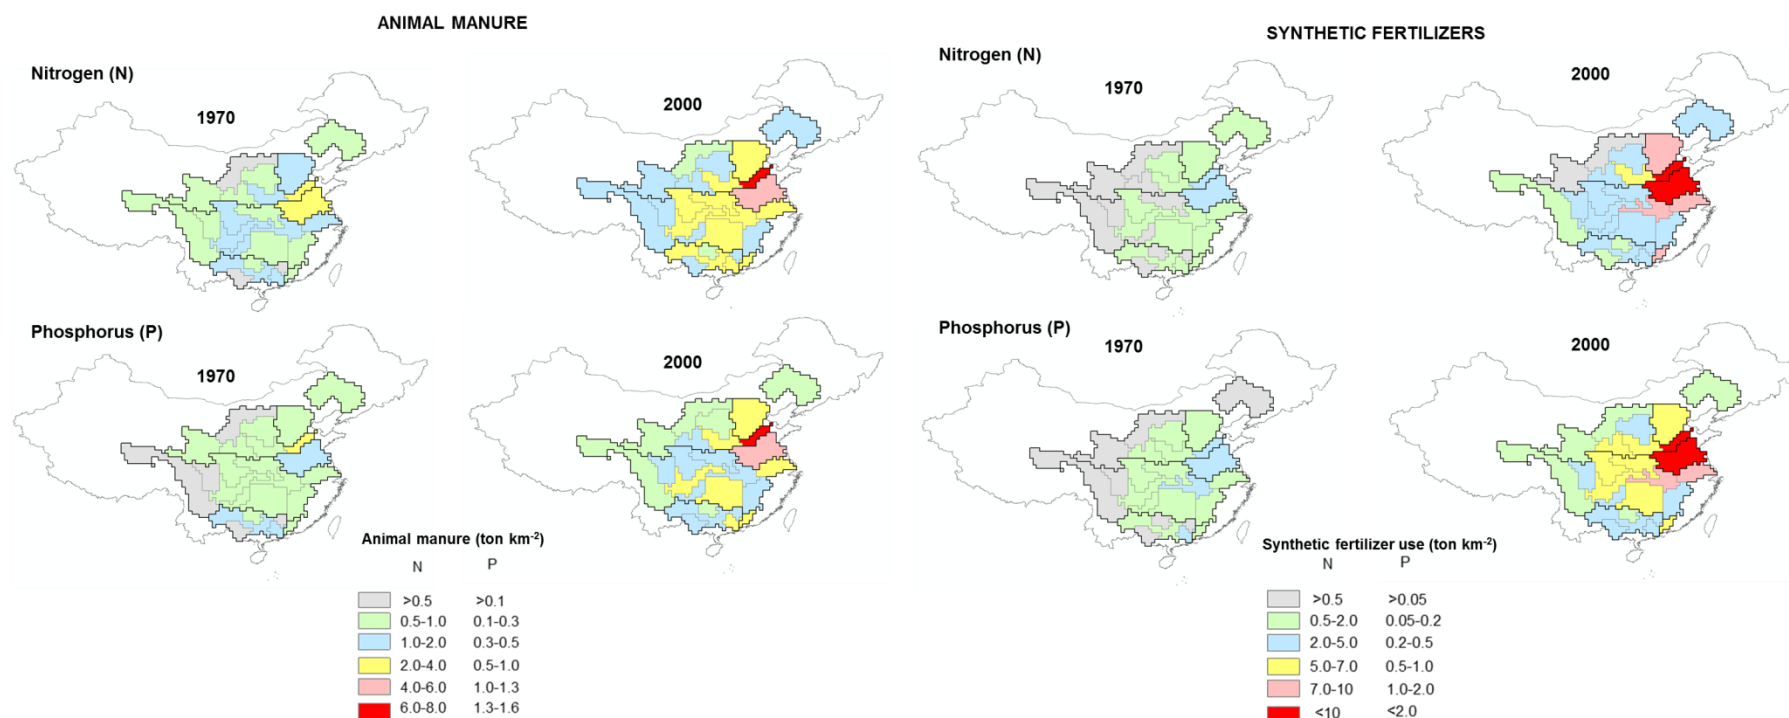 ANIMAL MANURE
Nitrogen (N)
1970
2000
Phosphorus (P)
1970
2000
Animal manure (ton km-2)
N P
>0.5 >0.1
0.5-1.0 0.1-0.3
1.0-2.0 0.3-0.5
2.0-4.0 0.5-1.0
4.0-6.0 1.0-1.3
6.0-8.0 1.3-1.6
SYNTHETIC FERTILIZERS
Nitrogen (N)
1970
2000
Phosphorus (P)
1970
2000
Synthetic fertilizer use (ton km-2)
N P
>0.5 >0.05
0.5-2.0 0.05-0.2
2.0-5.0 0.2-0.5
5.0-7.0 0.5-1.0
7.0-10 1.0-2.0
<10 <2.0